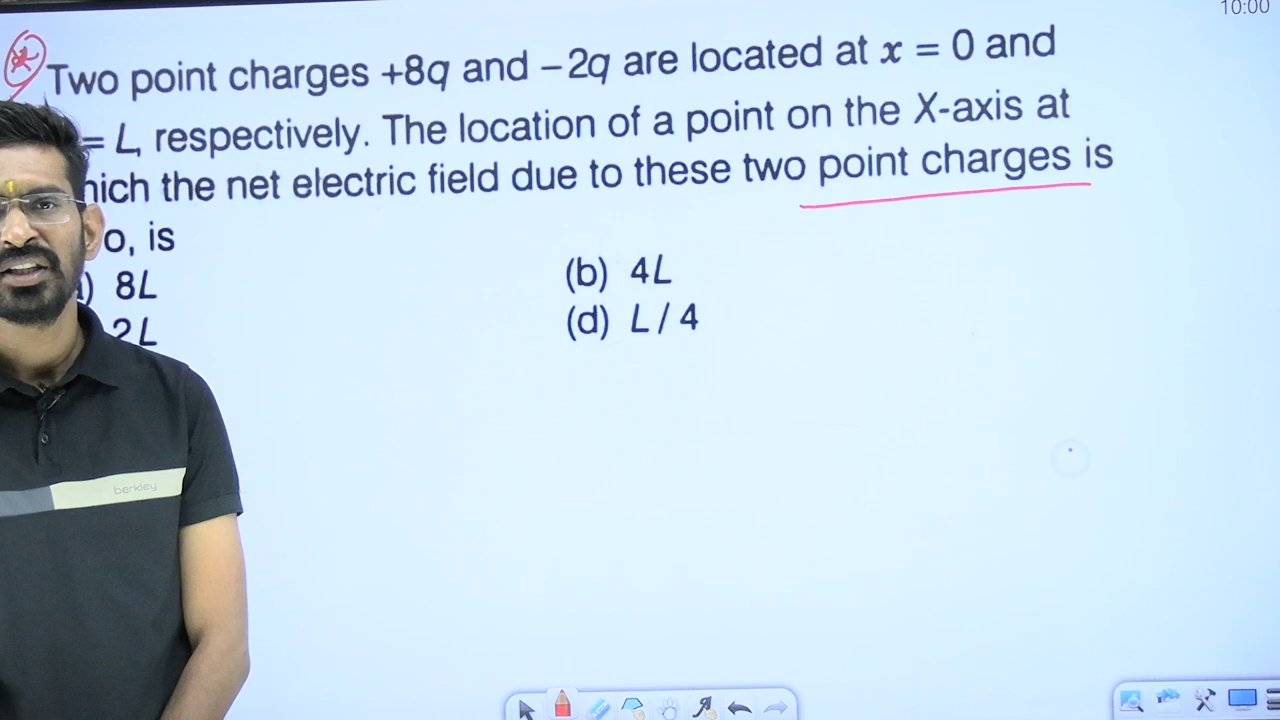 10:00
Two point charges +8q and −2q are located at x = 0 and
= L, respectively. The location of a point on the X-axis at
hich the net electric field due to these two point charges is
o, is
) 8L
(b) 4L
2L
(d) L / 4
berkley